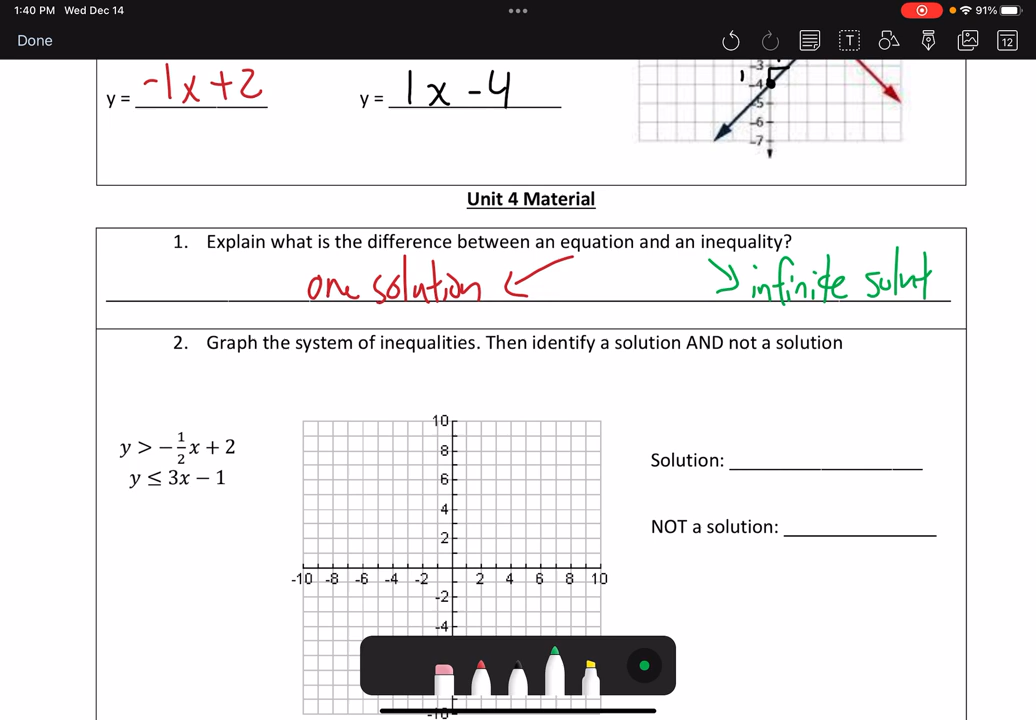 1:40 PM Wed Dec 14
91%
Done
12
y = -1x+2
y = 1x-4
1
-3
-4
-5
-6
-7
Unit 4 Material
1. Explain what is the difference between an equation and an inequality?
one solution
infinite solut
2. Graph the system of inequalities. Then identify a solution AND not a solution
y > -1/2x + 2
y ≤ 3x − 1
Solution:
NOT a solution:
10
8
6
4
2
-10 -8 -6 -4 -2 2 4 6 8 10
-2
-4
-10